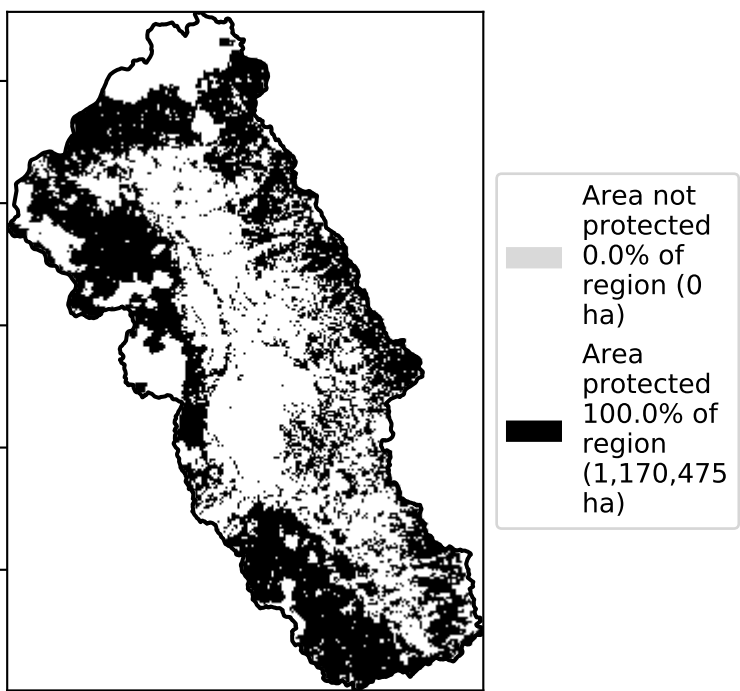 Area not
protected
0.0% of
region (0
ha)
Area
protected
100.0% of
region
(1,170,475
ha)